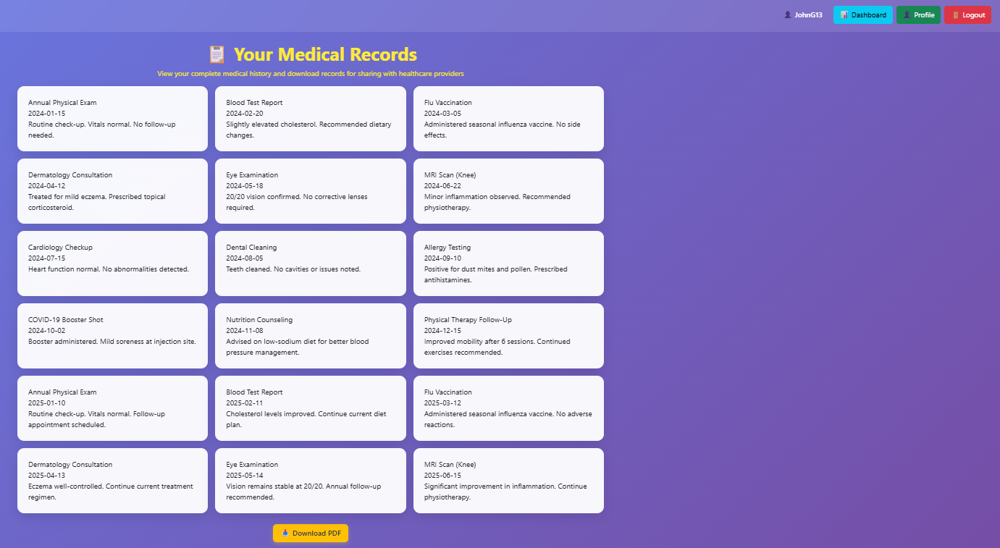 JohnG13
Dashboard
Profile
Logout
Your Medical Records
View your complete medical history and download records for sharing with healthcare providers
Annual Physical Exam
2024-01-15
Routine check-up. Vitals normal. No follow-up
needed.
Blood Test Report
2024-02-20
Slightly elevated cholesterol. Recommended dietary
changes.
Flu Vaccination
2024-03-05
Administered seasonal influenza vaccine. No side
effects.
Dermatology Consultation
2024-04-12
Treated for mild eczema. Prescribed topical
corticosteroid.
Eye Examination
2024-05-18
20/20 vision confirmed. No corrective lenses
required.
MRI Scan (Knee)
2024-06-22
Minor inflammation observed. Recommended
physiotherapy.
Cardiology Checkup
2024-07-15
Heart function normal. No abnormalities detected.
Dental Cleaning
2024-08-05
Teeth cleaned. No cavities or issues noted.
Allergy Testing
2024-09-10
Positive for dust mites and pollen. Prescribed
antihistamines.
COVID-19 Booster Shot
2024-10-02
Booster administered. Mild soreness at injection site.
Nutrition Counseling
2024-11-08
Advised on low-sodium diet for better blood
pressure management.
Physical Therapy Follow-Up
2024-12-15
Improved mobility after 6 sessions. Continued
exercises recommended.
Annual Physical Exam
2025-01-10
Routine check-up. Vitals normal. Follow-up
appointment scheduled.
Blood Test Report
2025-02-11
Cholesterol levels improved. Continue current diet
plan.
Flu Vaccination
2025-03-12
Administered seasonal influenza vaccine. No adverse
reactions.
Dermatology Consultation
2025-04-13
Eczema well-controlled. Continue current treatment
regimen.
Eye Examination
2025-05-14
Vision remains stable at 20/20. Annual follow-up
recommended.
MRI Scan (Knee)
2025-06-15
Significant improvement in inflammation. Continue
physiotherapy.
Download PDF